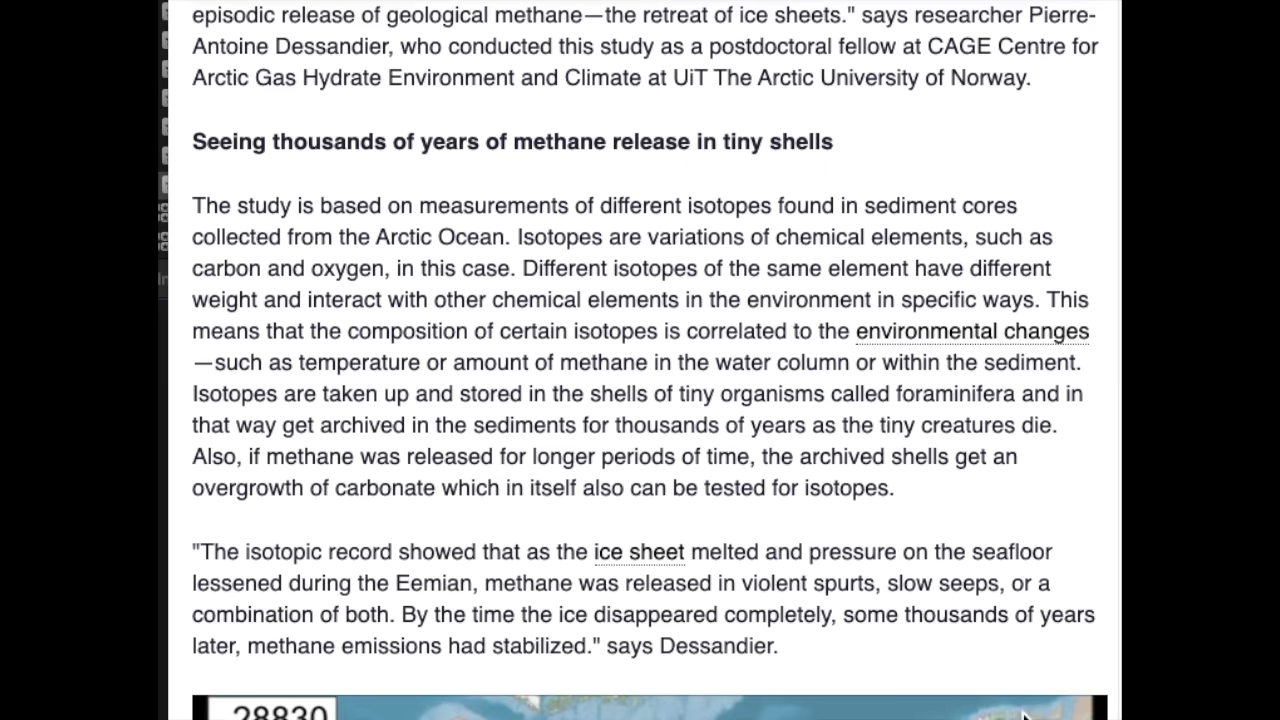 episodic release of geological methane—the retreat of ice sheets." says researcher Pierre-
Antoine Dessandier, who conducted this study as a postdoctoral fellow at CAGE Centre for
Arctic Gas Hydrate Environment and Climate at UiT The Arctic University of Norway.
Seeing thousands of years of methane release in tiny shells
The study is based on measurements of different isotopes found in sediment cores
collected from the Arctic Ocean. Isotopes are variations of chemical elements, such as
carbon and oxygen, in this case. Different isotopes of the same element have different
weight and interact with other chemical elements in the environment in specific ways. This
means that the composition of certain isotopes is correlated to the environmental changes
—such as temperature or amount of methane in the water column or within the sediment.
Isotopes are taken up and stored in the shells of tiny organisms called foraminifera and in
that way get archived in the sediments for thousands of years as the tiny creatures die.
Also, if methane was released for longer periods of time, the archived shells get an
overgrowth of carbonate which in itself also can be tested for isotopes.
"The isotopic record showed that as the ice sheet melted and pressure on the seafloor
lessened during the Eemian, methane was released in violent spurts, slow seeps, or a
combination of both. By the time the ice disappeared completely, some thousands of years
later, methane emissions had stabilized." says Dessandier.
28830